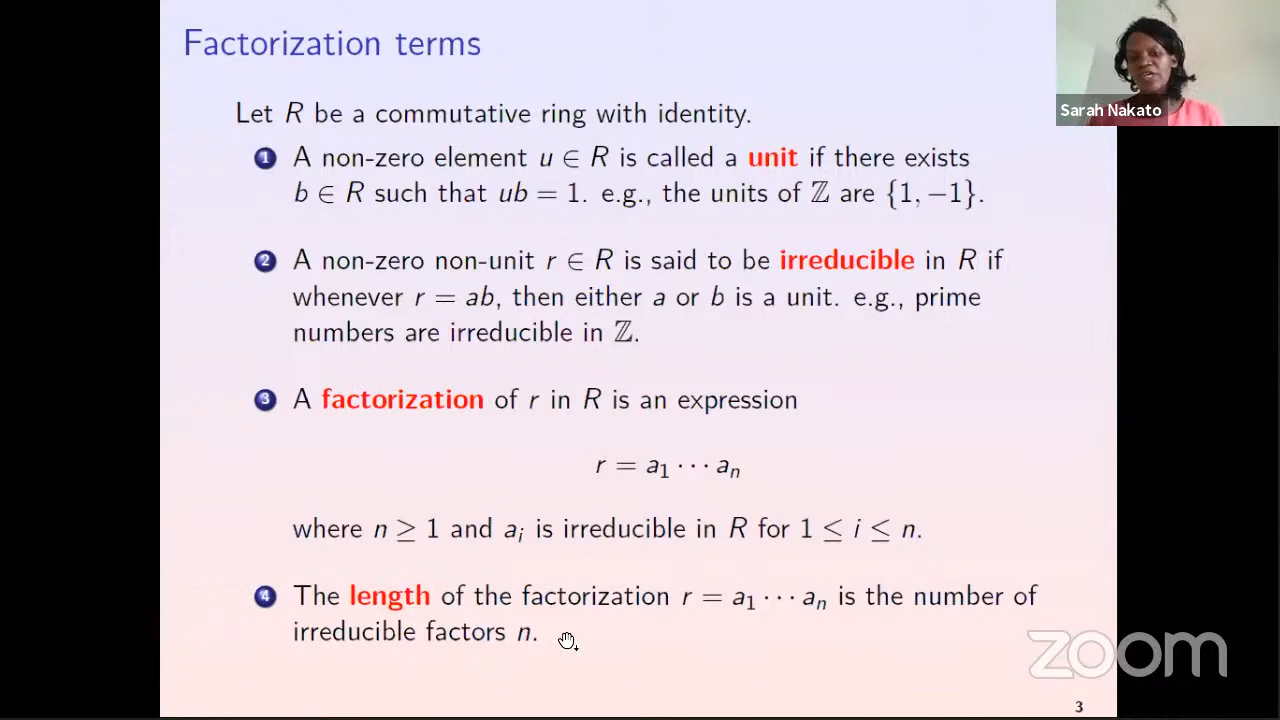 Factorization terms
Sarah Nakato
Let R be a commutative ring with identity.
1 A non-zero element u ∈ R is called a unit if there exists
b ∈ R such that ub = 1. e.g., the units of ℤ are {1, −1}.
2 A non-zero non-unit r ∈ R is said to be irreducible in R if
whenever r = ab, then either a or b is a unit. e.g., prime
numbers are irreducible in ℤ.
3 A factorization of r in R is an expression
r = a₁ ⋯ aₙ
where n ≥ 1 and aᵢ is irreducible in R for 1 ≤ i ≤ n.
4 The length of the factorization r = a₁ ⋯ aₙ is the number of
irreducible factors n.
zoom
3